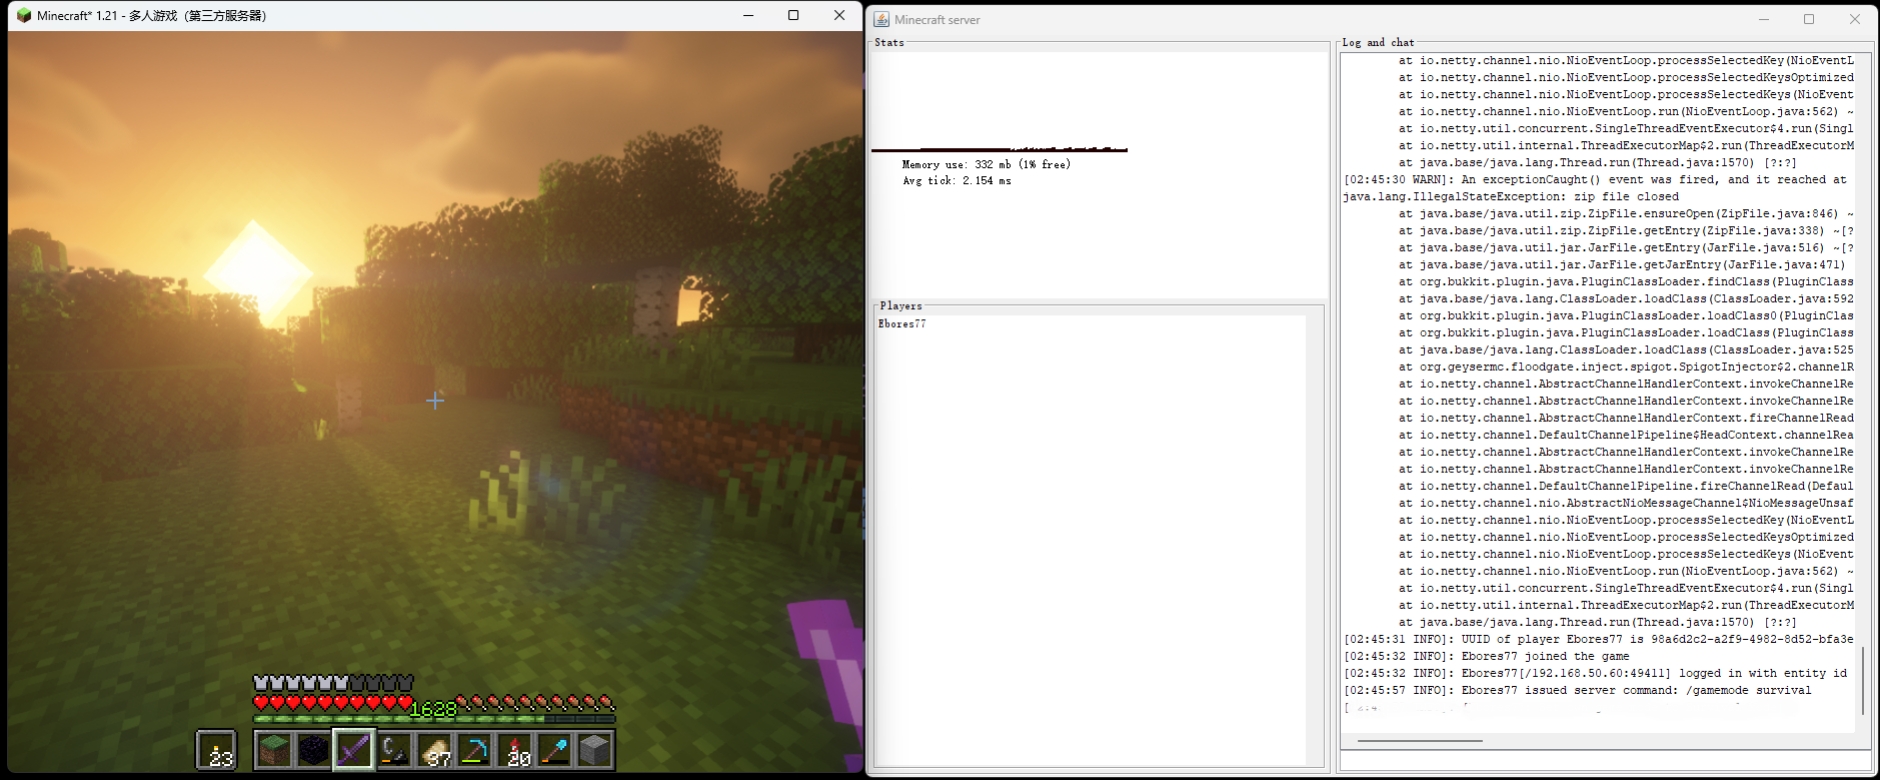 Minecraft* 1.21 - 多人游戏（第三方服务器）
1628
23
37
20
Minecraft server
Stats
Memory use: 332 mb (1% free)
Avg tick: 2.154 ms
Players
Ebores77
Log and chat
at io.netty.channel.nio.NioEventLoop.processSelectedKey(NioEventL
at io.netty.channel.nio.NioEventLoop.processSelectedKeysOptimized
at io.netty.channel.nio.NioEventLoop.processSelectedKeys(NioEvent
at io.netty.channel.nio.NioEventLoop.run(NioEventLoop.java:562) ~
at io.netty.util.concurrent.SingleThreadEventExecutor$4.run(Singl
at io.netty.util.internal.ThreadExecutorMap$2.run(ThreadExecutorM
at java.base/java.lang.Thread.run(Thread.java:1570) [?:?]
[02:45:30 WARN]: An exceptionCaught() event was fired, and it reached at
java.lang.IllegalStateException: zip file closed
at java.base/java.util.zip.ZipFile.ensureOpen(ZipFile.java:846) ~
at java.base/java.util.zip.ZipFile.getEntry(ZipFile.java:338) ~[?
at java.base/java.util.jar.JarFile.getEntry(JarFile.java:516) ~[?
at java.base/java.util.jar.JarFile.getJarEntry(JarFile.java:471)
at org.bukkit.plugin.java.PluginClassLoader.findClass(PluginClass
at java.base/java.lang.ClassLoader.loadClass(ClassLoader.java:592
at org.bukkit.plugin.java.PluginClassLoader.loadClass0(PluginClas
at org.bukkit.plugin.java.PluginClassLoader.loadClass(PluginClass
at java.base/java.lang.ClassLoader.loadClass(ClassLoader.java:525
at org.geysermc.floodgate.inject.spigot.SpigotInjector$2.channelR
at io.netty.channel.AbstractChannelHandlerContext.invokeChannelRe
at io.netty.channel.AbstractChannelHandlerContext.invokeChannelRe
at io.netty.channel.AbstractChannelHandlerContext.fireChannelRead
at io.netty.channel.DefaultChannelPipeline$HeadContext.channelRea
at io.netty.channel.AbstractChannelHandlerContext.invokeChannelRe
at io.netty.channel.AbstractChannelHandlerContext.invokeChannelRe
at io.netty.channel.DefaultChannelPipeline.fireChannelRead(Defaul
at io.netty.channel.nio.AbstractNioMessageChannel$NioMessageUnsaf
at io.netty.channel.nio.NioEventLoop.processSelectedKey(NioEventL
at io.netty.channel.nio.NioEventLoop.processSelectedKeysOptimized
at io.netty.channel.nio.NioEventLoop.processSelectedKeys(NioEvent
at io.netty.channel.nio.NioEventLoop.run(NioEventLoop.java:562) ~
at io.netty.util.concurrent.SingleThreadEventExecutor$4.run(Singl
at io.netty.util.internal.ThreadExecutorMap$2.run(ThreadExecutorM
at java.base/java.lang.Thread.run(Thread.java:1570) [?:?]
[02:45:31 INFO]: UUID of player Ebores77 is 98a6d2c2-a2f9-4982-8d52-bfa3e
[02:45:32 INFO]: Ebores77 joined the game
[02:45:32 INFO]: Ebores77[/192.168.50.60:49411] logged in with entity id
[02:45:57 INFO]: Ebores77 issued server command: /gamemode survival